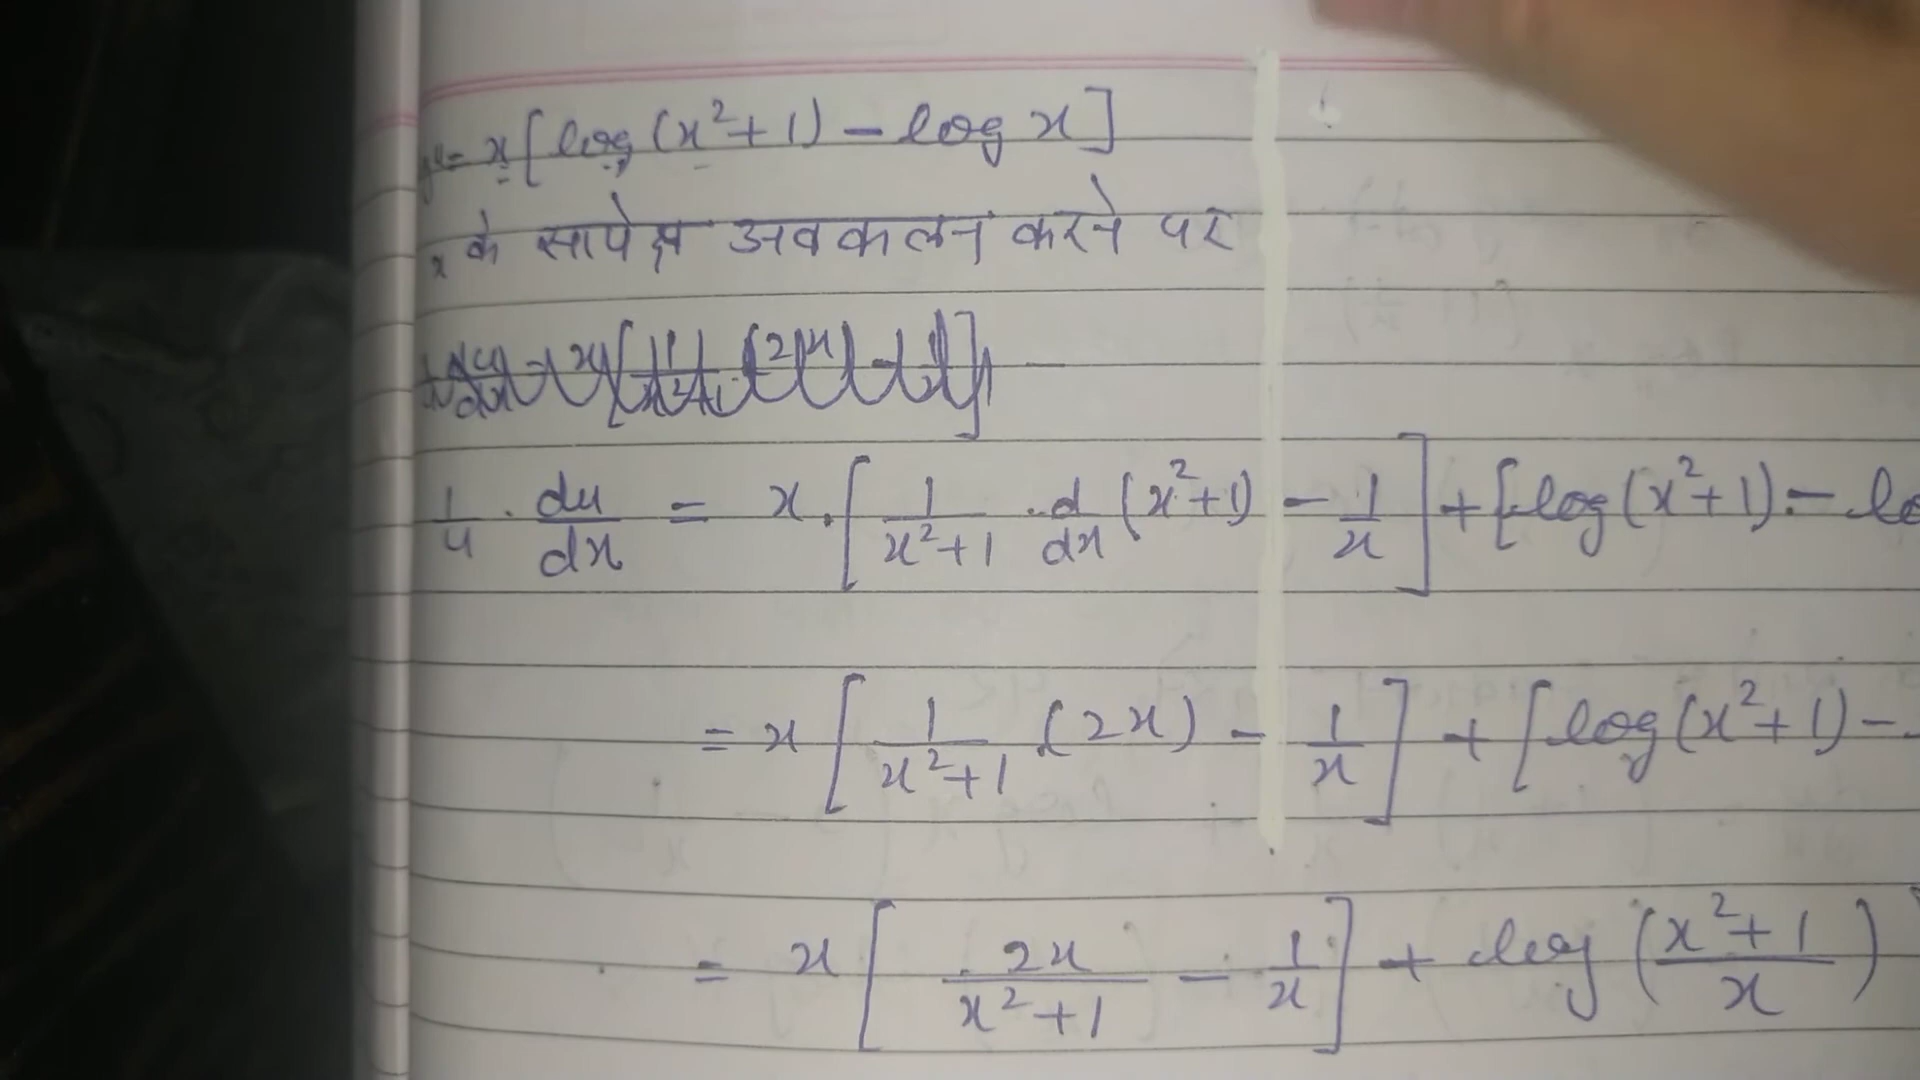 u = x [log (x²+1) - log x]
x के सापेक्ष अवकलन करने पर
1/u . du/dx = x . [1/(x²+1) . d/dx (x²+1) - 1/x] + [log (x²+1) - lo
= x [1/(x²+1) . (2x) - 1/x] + [log (x²+1) -
= x [2x/(x²+1) - 1/x] + log ((x²+1)/x)